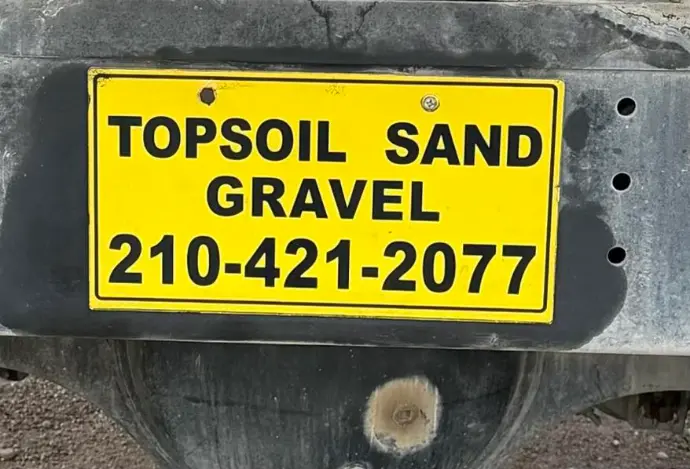 TOPSOIL SAND
GRAVEL
210-421-2077